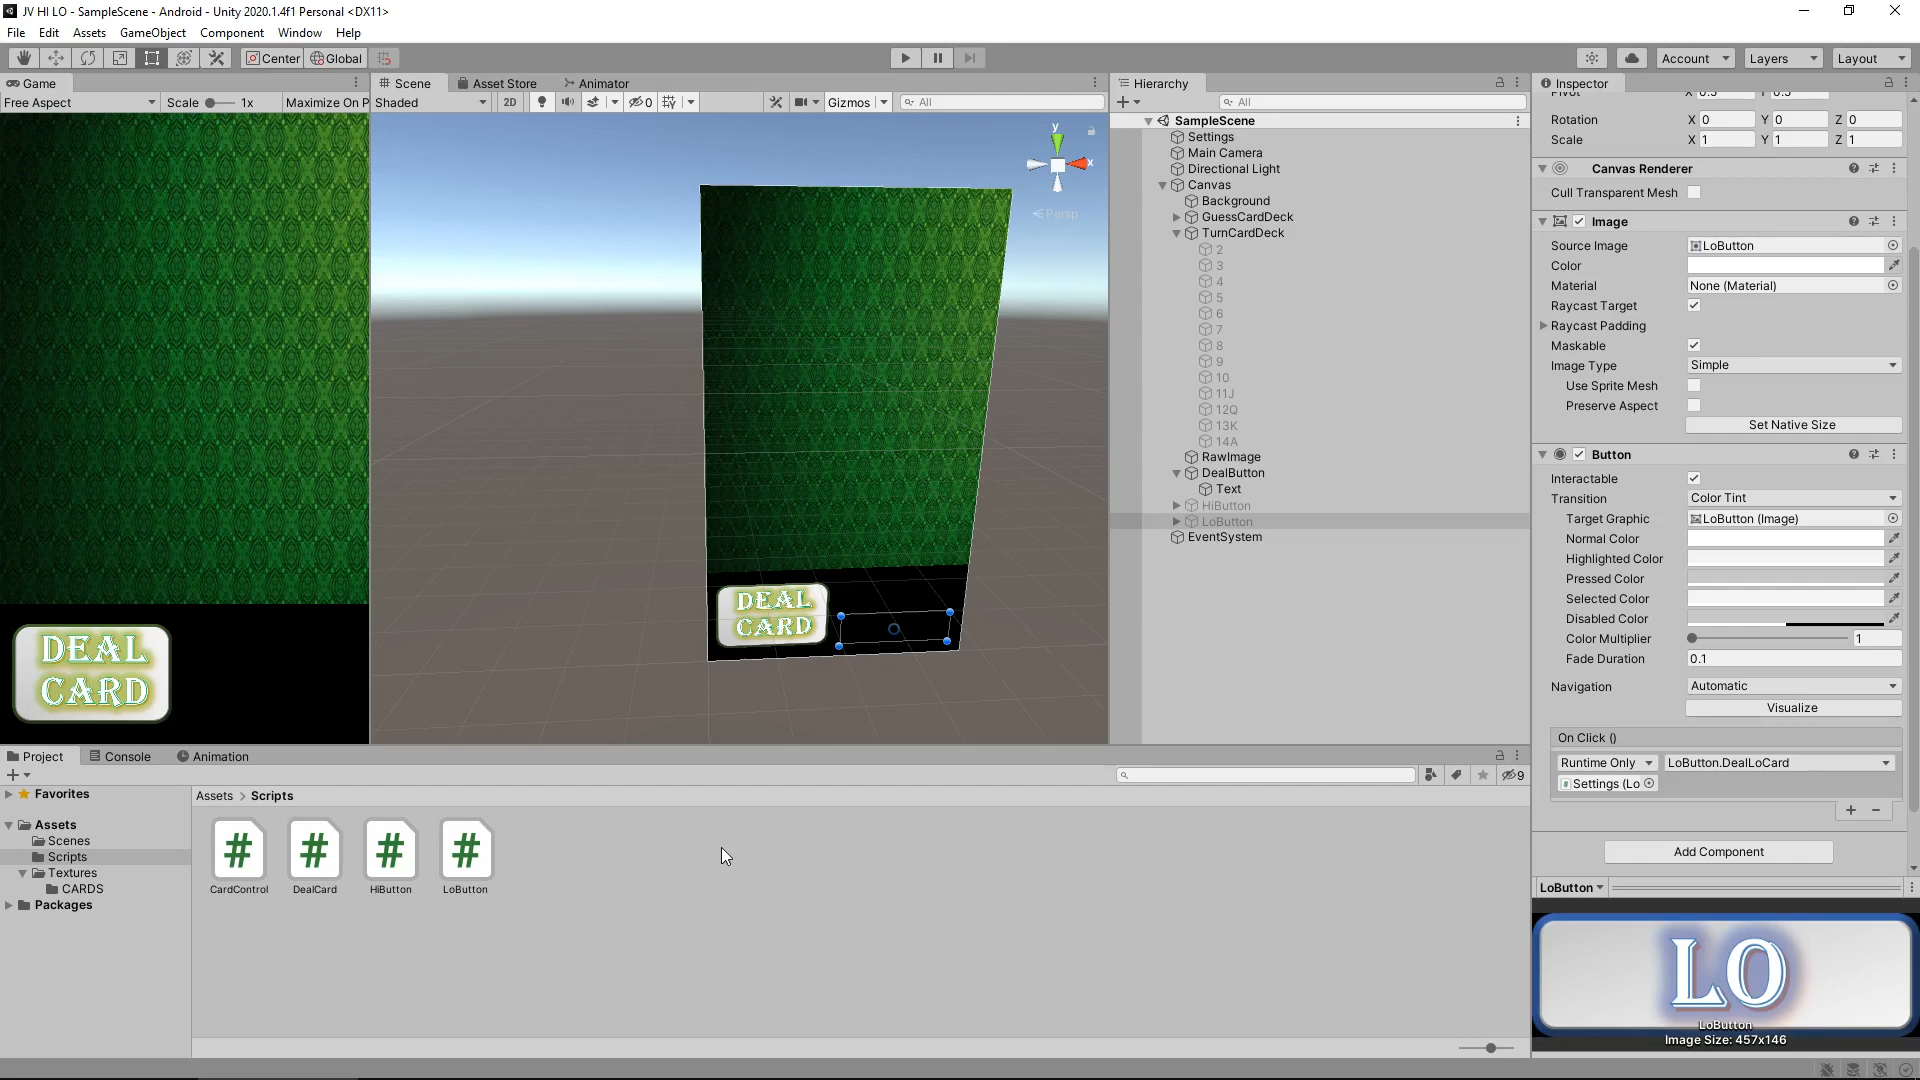 JV HI LO - SampleScene - Android - Unity 2020.1.4f1 Personal <DX11>
File Edit Assets GameObject Component Window Help
Center Global Account Layers Layout
Game
Free Aspect Scale 1x Maximize On P
DEAL
CARD
Scene Asset Store Animator
Shaded 2D 0 Gizmos All
y
x
Persp
DEAL
CARD
Hierarchy
All
SampleScene
Settings
Main Camera
Directional Light
Canvas
Background
GuessCardDeck
TurnCardDeck
2
3
4
5
6
7
8
9
10
11J
12Q
13K
14A
RawImage
DealButton
Text
HiButton
LoButton
EventSystem
Inspector
Pivot X 0.5 Y 0.5
Rotation X 0 Y 0 Z 0
Scale X 1 Y 1 Z 1
Canvas Renderer
Cull Transparent Mesh
Image
Source Image LoButton
Color
Material None (Material)
Raycast Target
Raycast Padding
Maskable
Image Type Simple
Use Sprite Mesh
Preserve Aspect
Set Native Size
Button
Interactable
Transition Color Tint
Target Graphic LoButton (Image)
Normal Color
Highlighted Color
Pressed Color
Selected Color
Disabled Color
Color Multiplier 1
Fade Duration 0.1
Navigation Automatic
Visualize
On Click ()
Runtime Only LoButton.DealLoCard
Settings (Lo
+ -
Add Component
LoButton
LO
LoButton
Image Size: 457x146
Project Console Animation
9
Favorites
Assets
Scenes
Scripts
Textures
CARDS
Packages
Assets > Scripts
CardControl DealCard HiButton LoButton